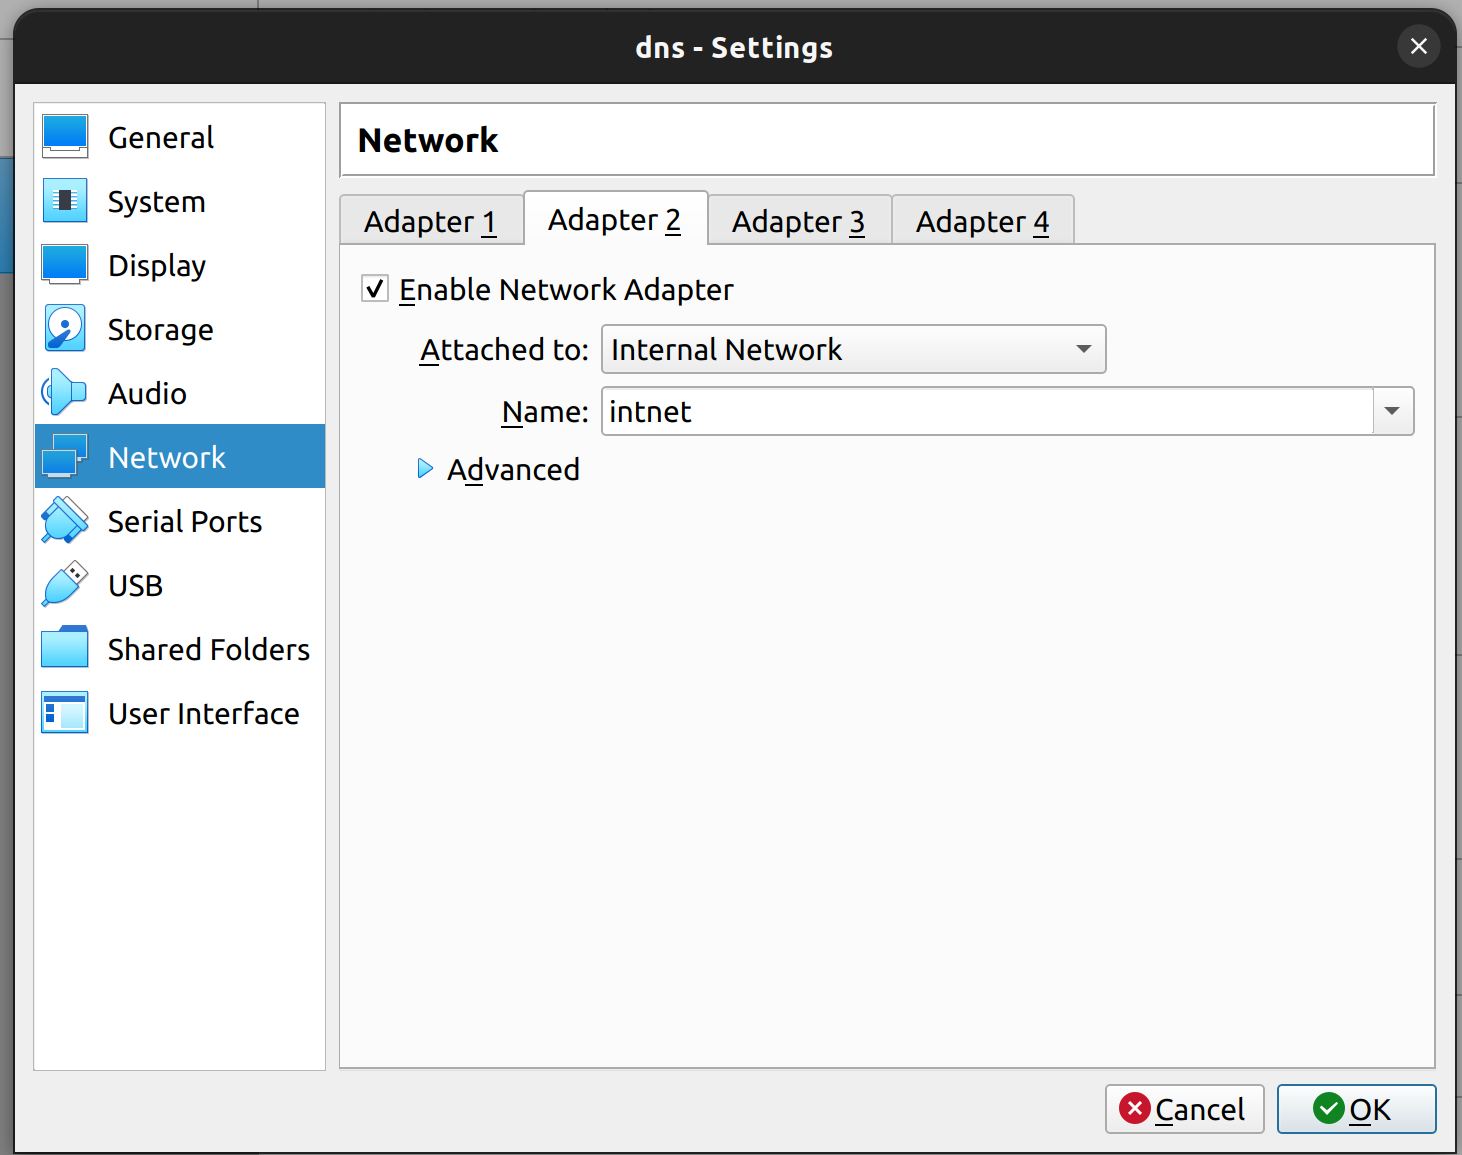 dns - Settings
General
System
Display
Storage
Audio
Network
Serial Ports
USB
Shared Folders
User Interface
Network
Adapter 1 Adapter 2 Adapter 3 Adapter 4
Enable Network Adapter
Attached to: Internal Network
Name: intnet
Advanced
Cancel OK